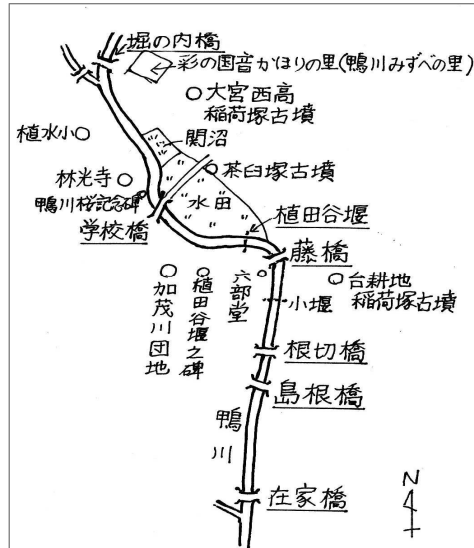 堀の内橋
彩の国音かほりの里(鴨川みずべの里)
大宮西高
稲荷塚古墳
植水小
関沼
林光寺
茶臼塚古墳
鴨川桜記念碑
水田
学校橋
植田谷堰
藤橋
台耕地
稲荷塚古墳
六部堂
植田谷堰之碑
加茂川団地
小堰
根切橋
島根橋
鴨川
在家橋
N